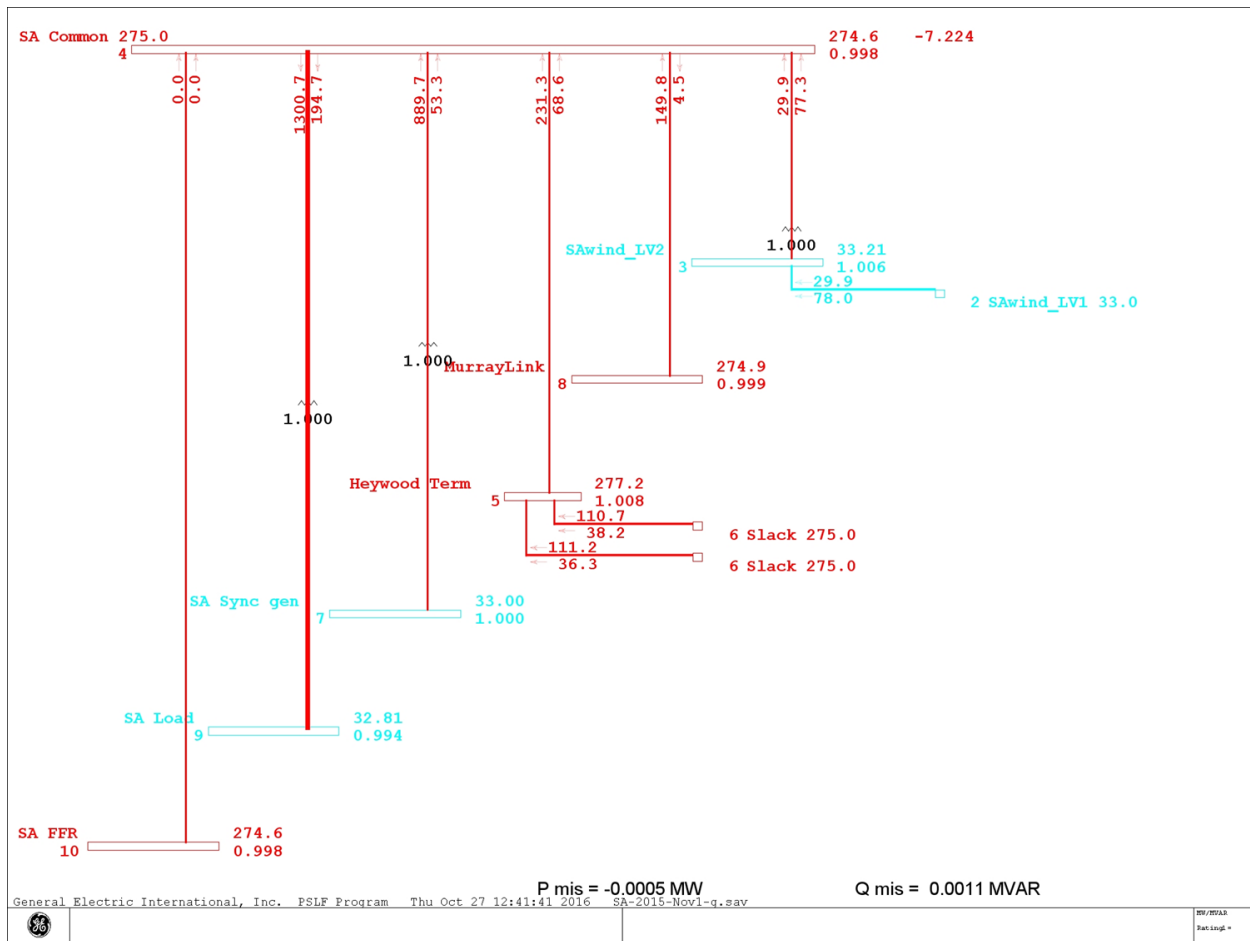 SA Common 275.0
4
274.6 -7.224
0.998
0.0
0.0
1300.7
194.7
889.7
53.3
231.3
68.6
149.8
4.5
29.9
77.3
1.000
SAwind_LV2
3
33.21
1.006
29.9
78.0
2 SAwind_LV1 33.0
1.000
MurrayLink
8
274.9
0.999
1.000
Heywood Term
5
277.2
1.008
110.7
38.2
6 Slack 275.0
111.2
36.3
6 Slack 275.0
SA Sync gen
7
33.00
1.000
SA Load
9
32.81
0.994
SA FFR
10
274.6
0.998
P mis = -0.0005 MW
Q mis = 0.0011 MVAR
General Electric International, Inc. PSLF Program Thu Oct 27 12:41:41 2016 SA-2015-Nov1-g.sav
MW/MVAR
Rating1 =